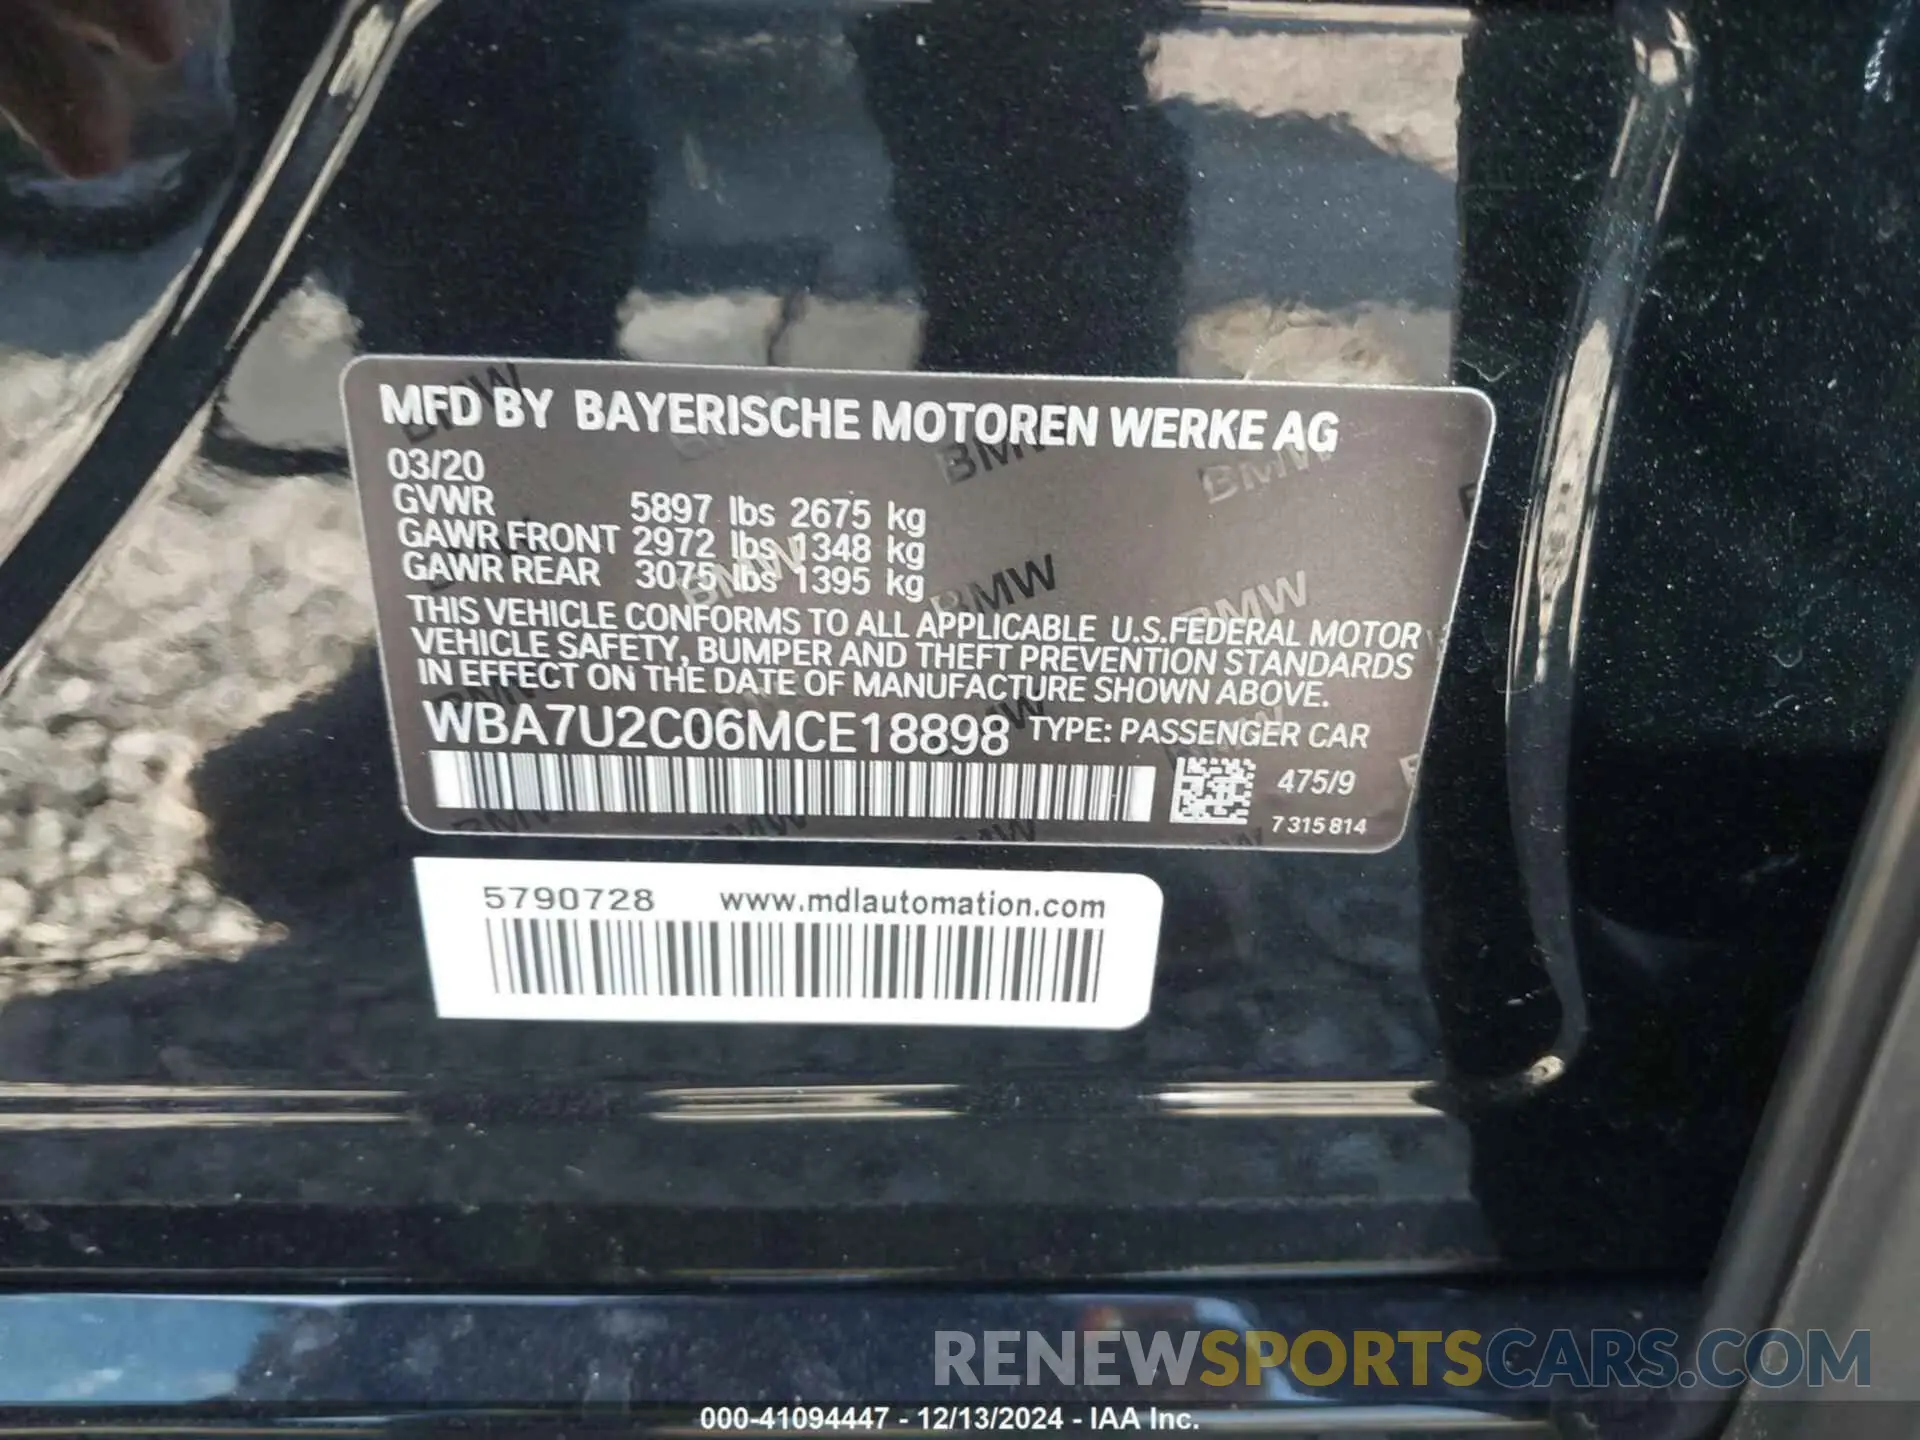 MFD BY BAYERISCHE MOTOREN WERKE AG
03/20
GVWR 5897 lbs 2675 kg
GAWR FRONT 2972 lbs 1348 kg
GAWR REAR 3075 lbs 1395 kg
THIS VEHICLE CONFORMS TO ALL APPLICABLE U.S.FEDERAL MOTOR
VEHICLE SAFETY, BUMPER AND THEFT PREVENTION STANDARDS
IN EFFECT ON THE DATE OF MANUFACTURE SHOWN ABOVE.
WBA7U2C06MCE18898 TYPE: PASSENGER CAR
475/9
7315814
5790728 www.mdlautomation.com
RENEWSPORTSCARS.COM
000-41094447 - 12/13/2024 - IAA Inc.